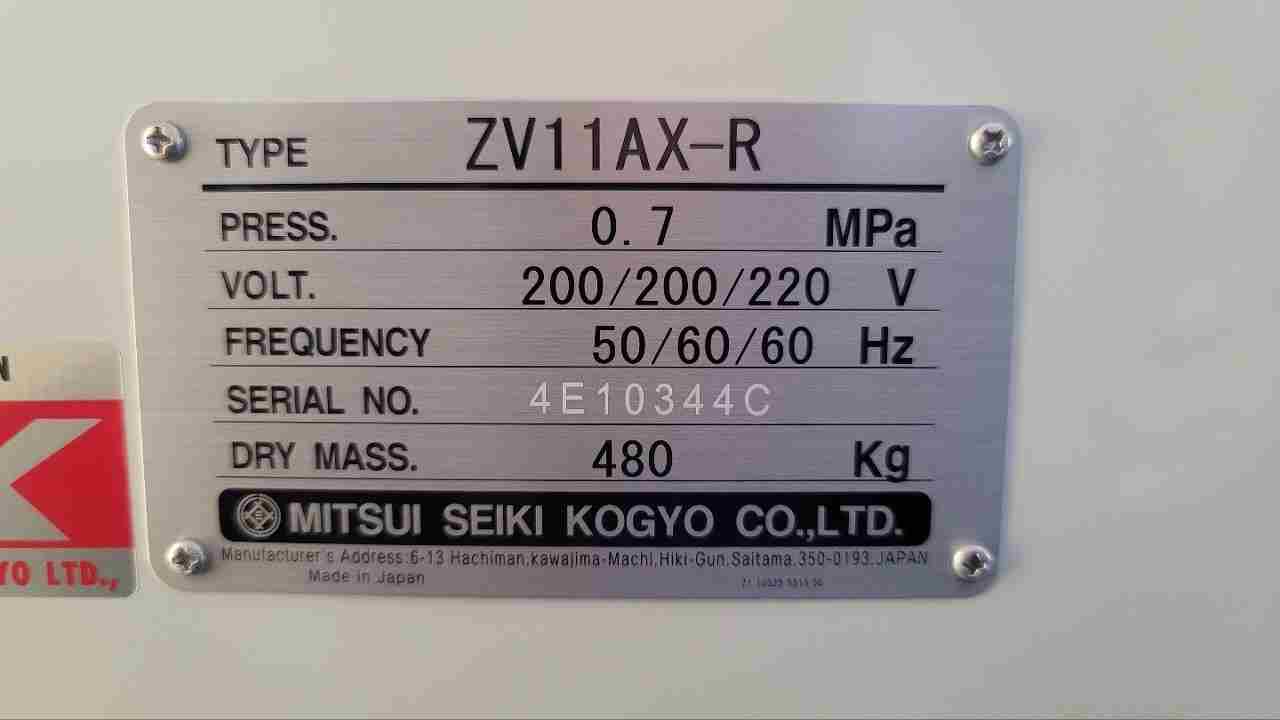 TYPE ZV11AX-R
PRESS. 0.7 MPa
VOLT. 200/200/220 V
FREQUENCY 50/60/60 Hz
SERIAL NO. 4E10344C
DRY MASS. 480 Kg
MITSUI SEIKI KOGYO CO.,LTD.
Manufacturer's Address:6-13 Hachiman,kawajima-Machi,Hiki-Gun.Saitama.350-0193.JAPAN
Made in Japan
N
YO LTD.,